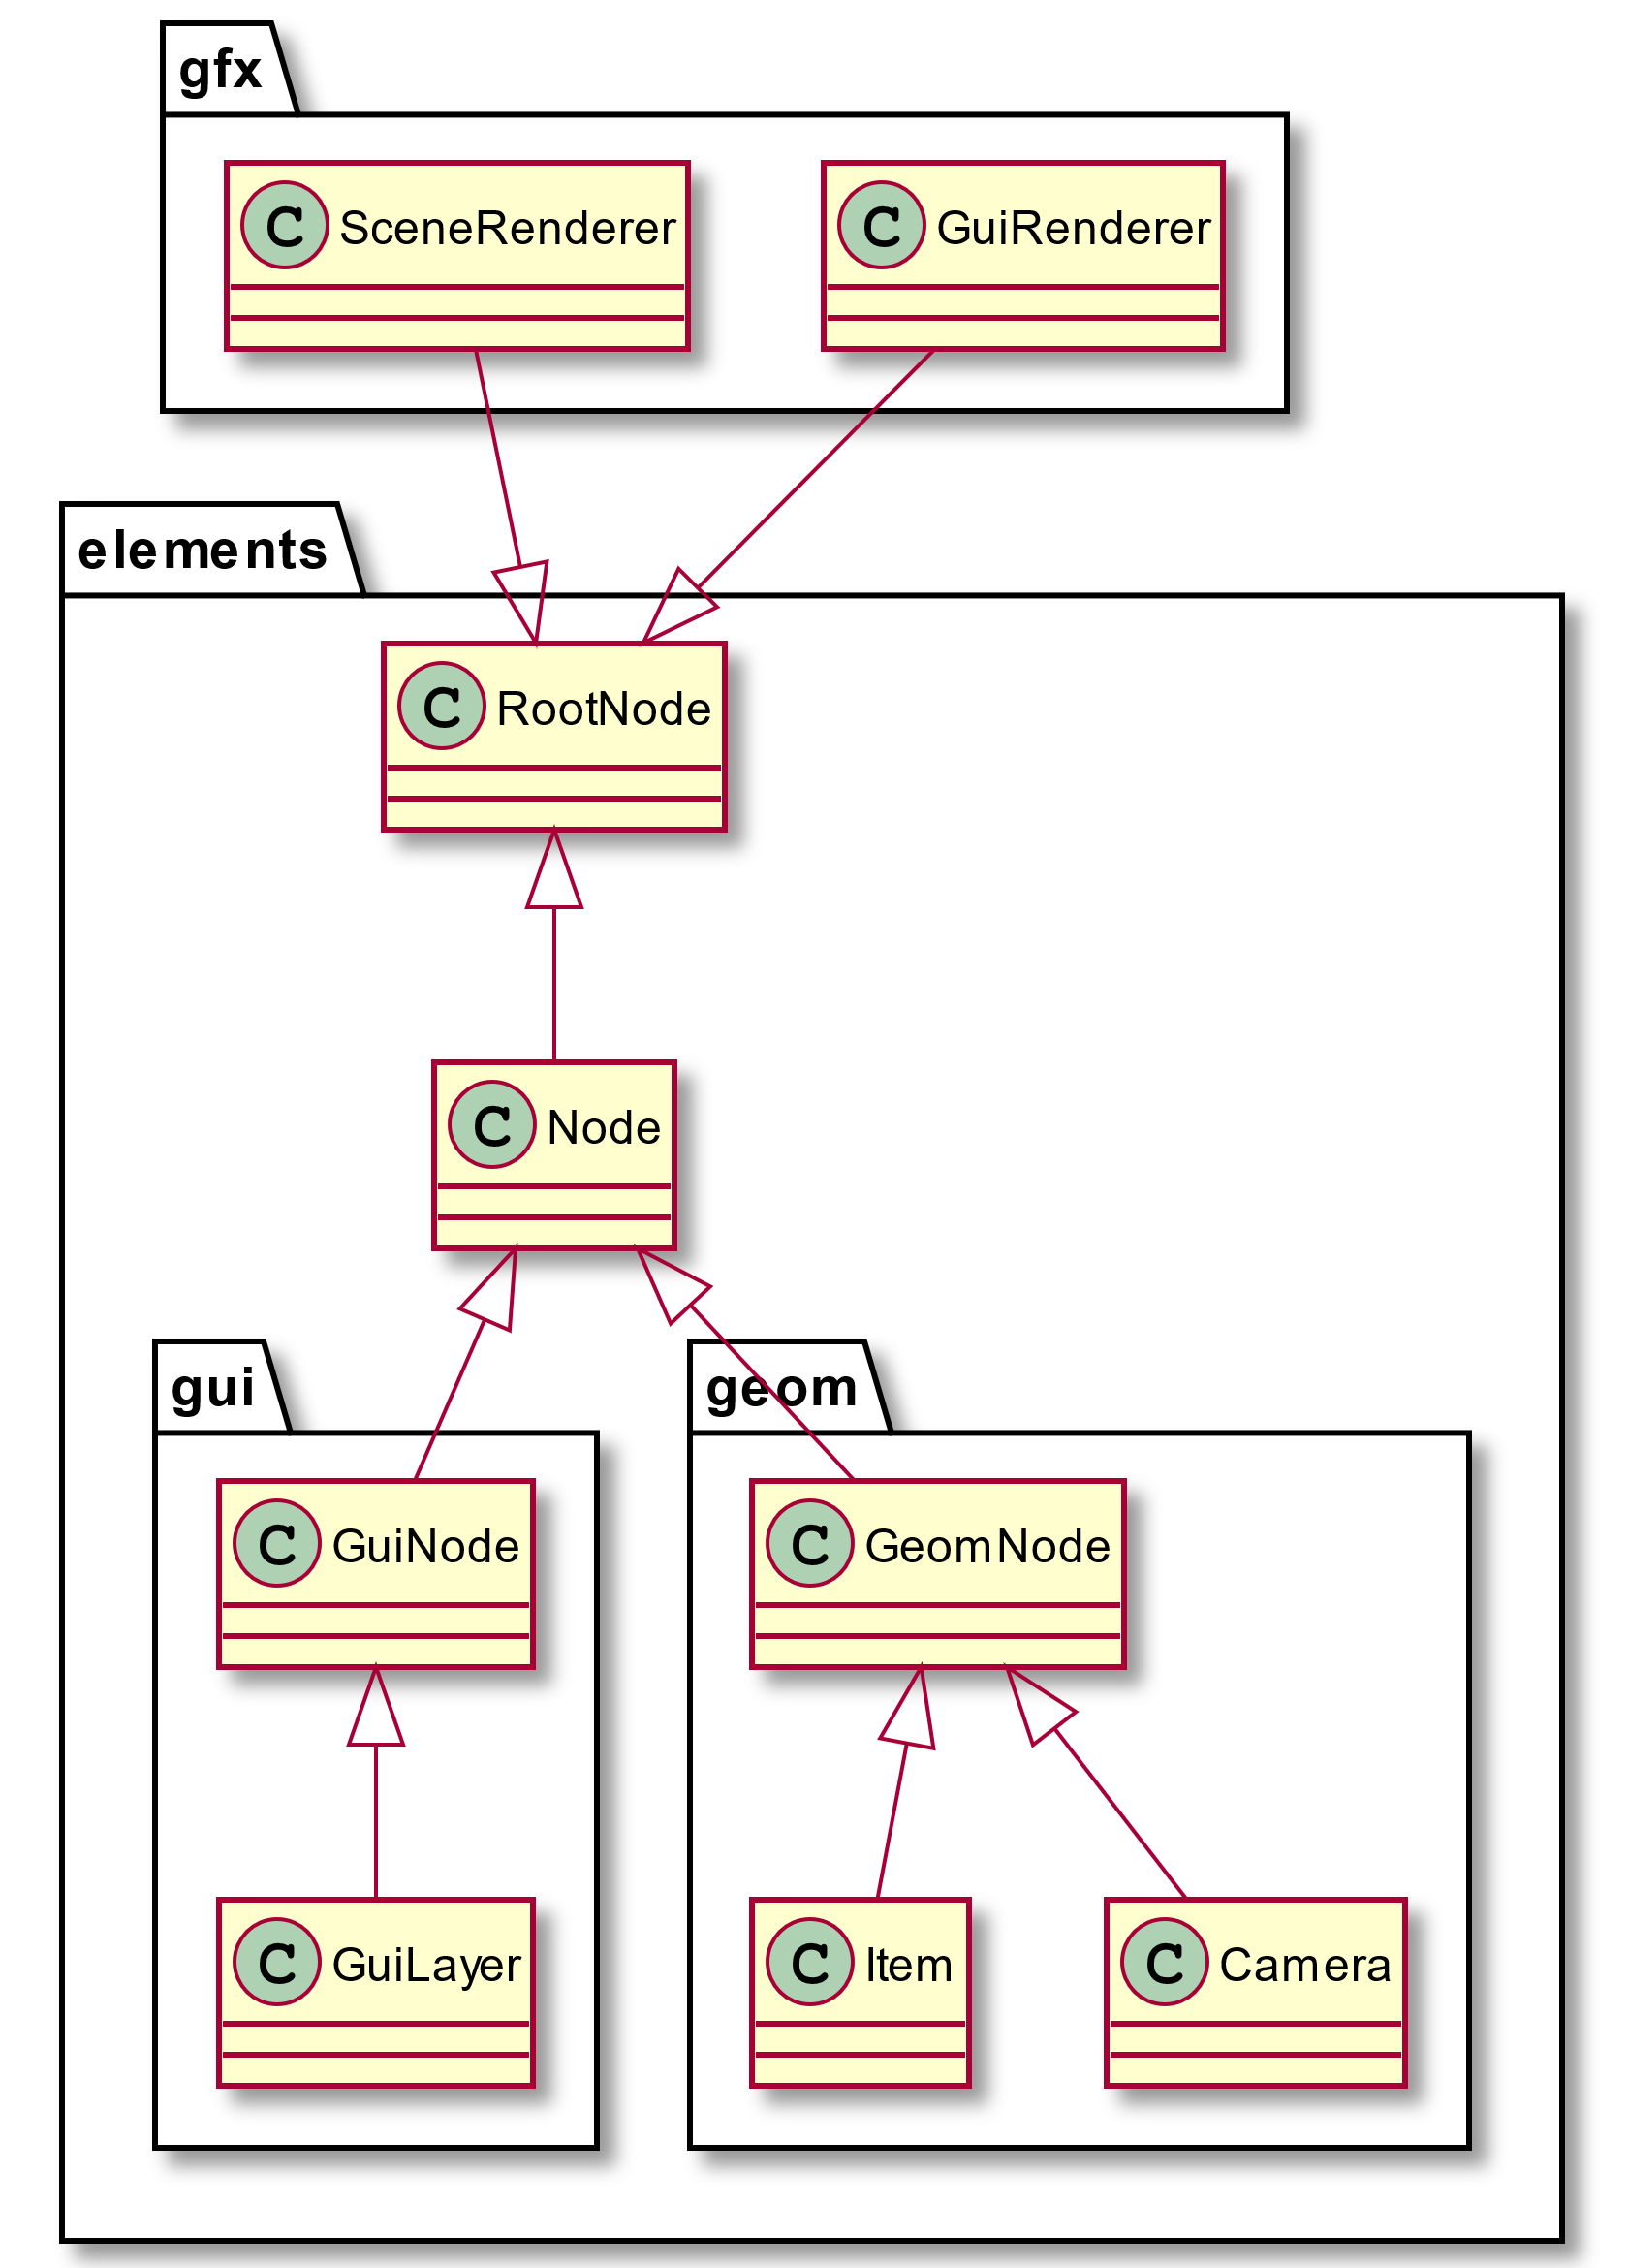 gfx
C SceneRenderer
C GuiRenderer
elements
C RootNode
C Node
gui
geom
C GuiNode
C GeomNode
C GuiLayer
C Item
C Camera